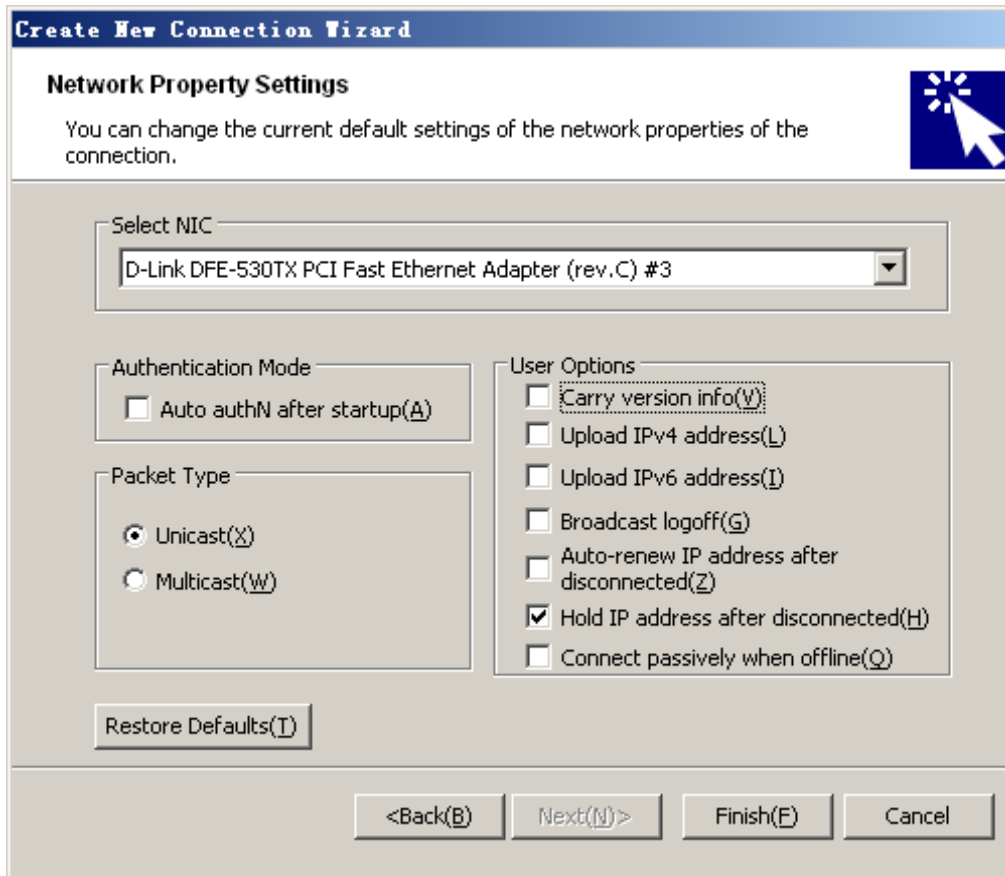 Create New Connection Wizard
Network Property Settings
You can change the current default settings of the network properties of the
connection.
Select NIC
D-Link DFE-530TX PCI Fast Ethernet Adapter (rev.C) #3
Authentication Mode
Auto authN after startup(A)
Packet Type
Unicast(X)
Multicast(W)
User Options
Carry version info(V)
Upload IPv4 address(L)
Upload IPv6 address(I)
Broadcast logoff(G)
Auto-renew IP address after
disconnected(Z)
Hold IP address after disconnected(H)
Connect passively when offline(Q)
Restore Defaults(T)
<Back(B)
Next(N)>
Finish(F)
Cancel